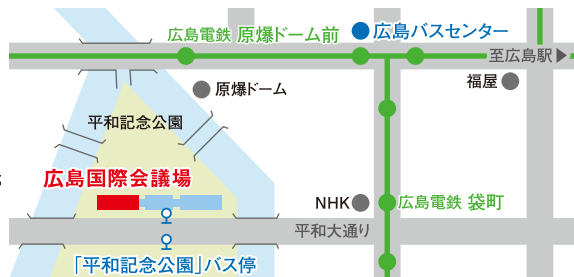 広島電鉄 原爆ドーム前
広島バスセンター
至広島駅▶
原爆ドーム
福屋
平和記念公園
広島国際会議場
NHK
広島電鉄 袋町
平和大通り
「平和記念公園」バス停